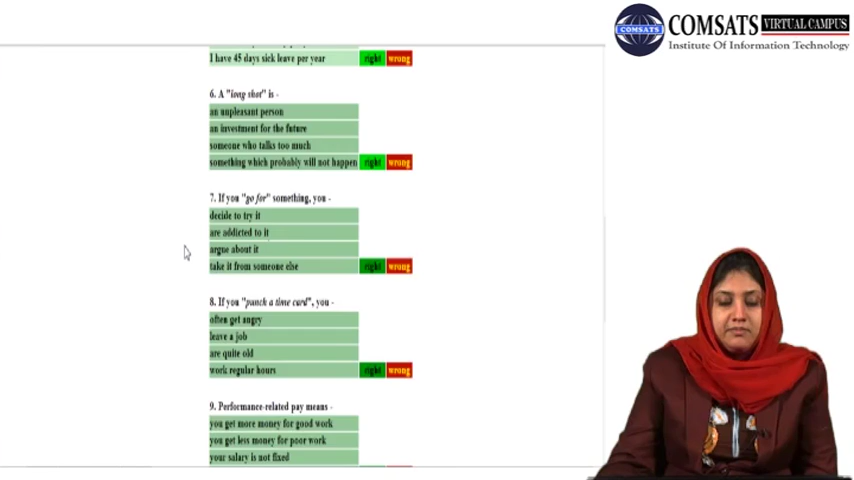 COMSATS VIRTUAL CAMPUS
COMSATS
Institute Of Information Technology
I have 45 days sick leave per year right wrong
6. A "long shot" is -
an unpleasant person
an investment for the future
someone who talks too much
something which probably will not happen right wrong
7. If you "go for" something, you -
decide to try it
are addicted to it
argue about it
take it from someone else right wrong
8. If you "punch a time card", you -
often get angry
leave a job
are quite old
work regular hours right wrong
9. Performance-related pay means -
you get more money for good work
you get less money for poor work
your salary is not fixed